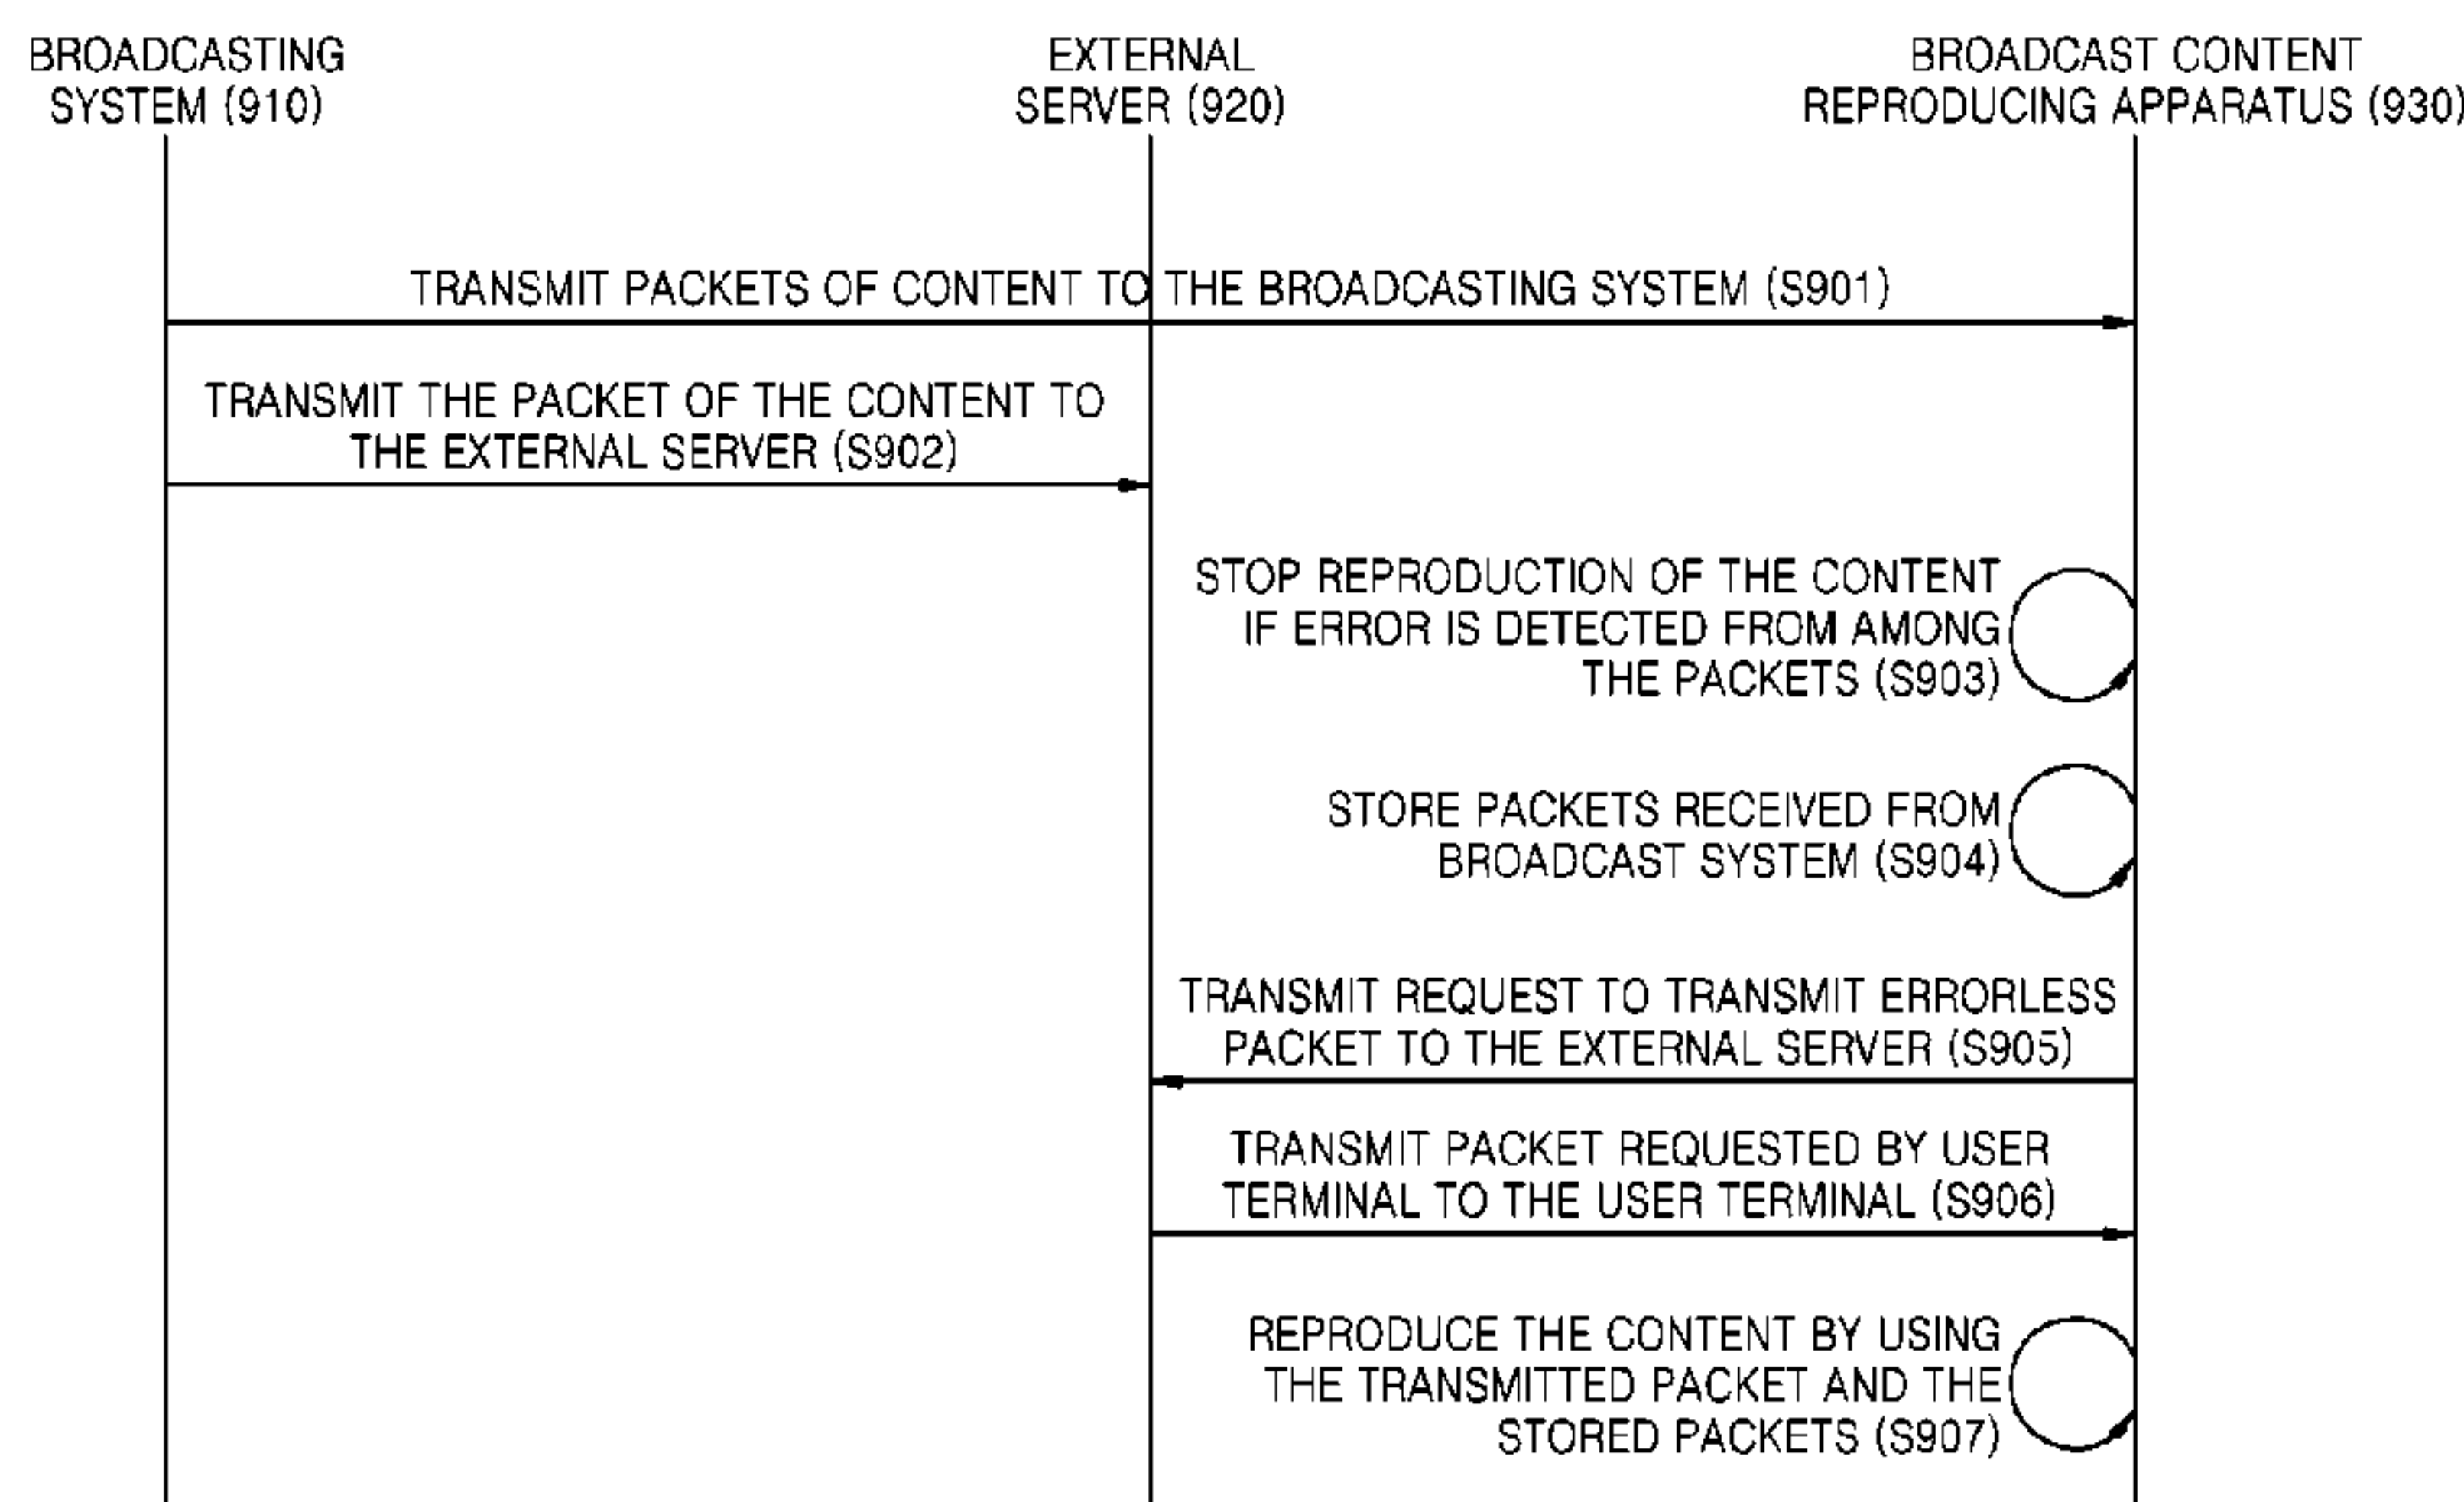 BROADCASTING
SYSTEM (910)
EXTERNAL
SERVER (920)
BROADCAST CONTENT
REPRODUCING APPARATUS (930)
TRANSMIT PACKETS OF CONTENT TO THE BROADCASTING SYSTEM (S901)
TRANSMIT THE PACKET OF THE CONTENT TO
THE EXTERNAL SERVER (S902)
STOP REPRODUCTION OF THE CONTENT
IF ERROR IS DETECTED FROM AMONG
THE PACKETS (S903)
STORE PACKETS RECEIVED FROM
BROADCAST SYSTEM (S904)
TRANSMIT REQUEST TO TRANSMIT ERRORLESS
PACKET TO THE EXTERNAL SERVER (S905)
TRANSMIT PACKET REQUESTED BY USER
TERMINAL TO THE USER TERMINAL (S906)
REPRODUCE THE CONTENT BY USING
THE TRANSMITTED PACKET AND THE
STORED PACKETS (S907)